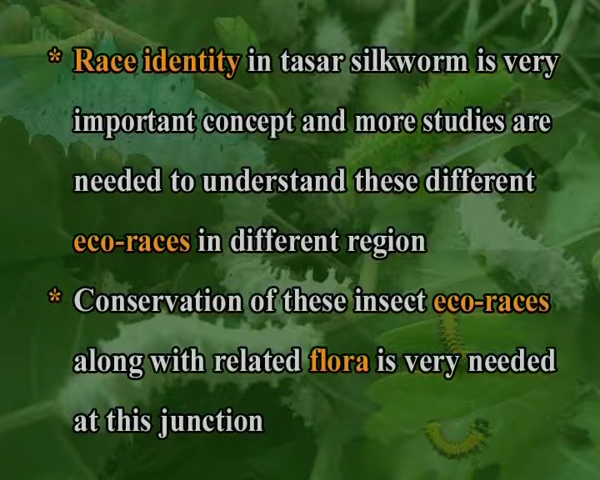 * Race identity in tasar silkworm is very
important concept and more studies are
needed to understand these different
eco-races in different region
* Conservation of these insect eco-races
along with related flora is very needed
at this junction